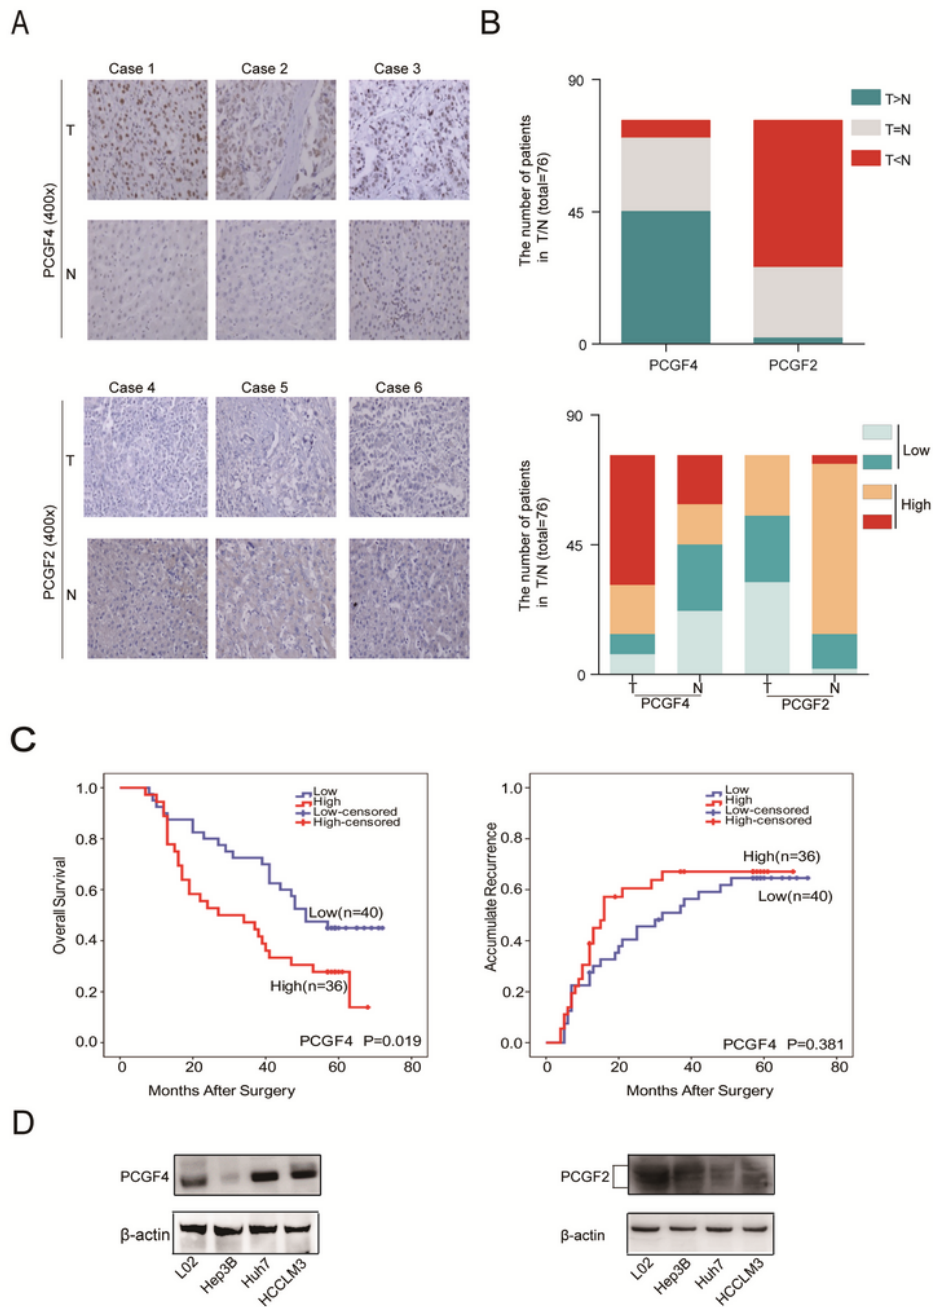 A
Case 1 Case 2 Case 3
PCGF4 (400x)
T
N
Case 4 Case 5 Case 6
PCGF2 (400x)
T
N
B
The number of patients
in T/N (total=76)
90
45
0
T>N
T=N
T<N
PCGF4 PCGF2
The number of patients
in T/N (total=76)
90
45
0
Low
High
T N T N
PCGF4 PCGF2
C
Overall Survival
1.0
0.8
0.6
0.4
0.2
0.0
Low
High
Low-censored
High-censored
Low(n=40)
High(n=36)
PCGF4 P=0.019
0 20 40 60 80
Months After Surgery
Accumulate Recurrence
1.0
0.8
0.6
0.4
0.2
0.0
Low
High
Low-censored
High-censored
High(n=36)
Low(n=40)
PCGF4 P=0.381
0 20 40 60 80
Months After Surgery
D
PCGF4
β-actin
L02 Hep3B Huh7 HCCLM3
PCGF2
β-actin
L02 Hep3B Huh7 HCCLM3